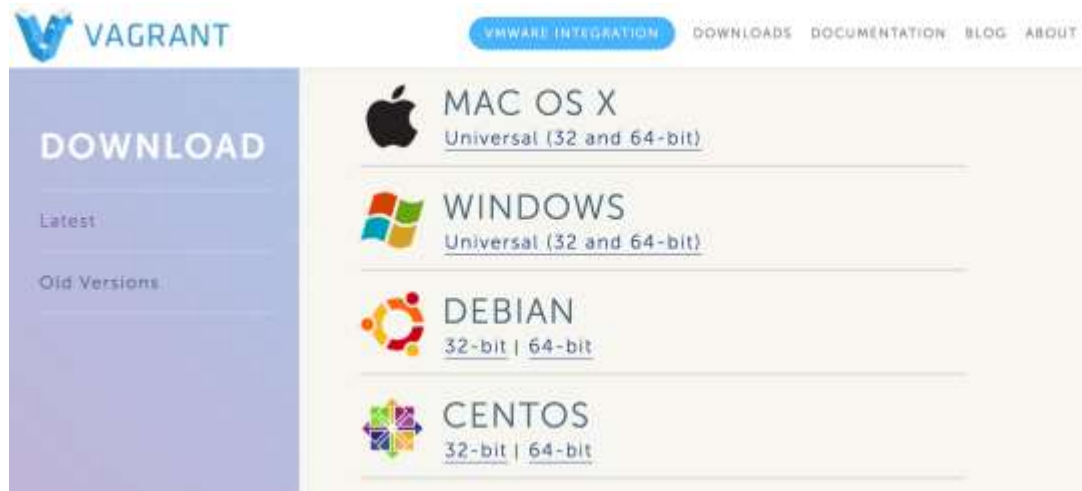 VAGRANT
VMWARE INTEGRATION DOWNLOADS DOCUMENTATION BLOG ABOUT
DOWNLOAD
Latest
Old Versions
MAC OS X
Universal (32 and 64-bit)
WINDOWS
Universal (32 and 64-bit)
DEBIAN
32-bit | 64-bit
CENTOS
32-bit | 64-bit